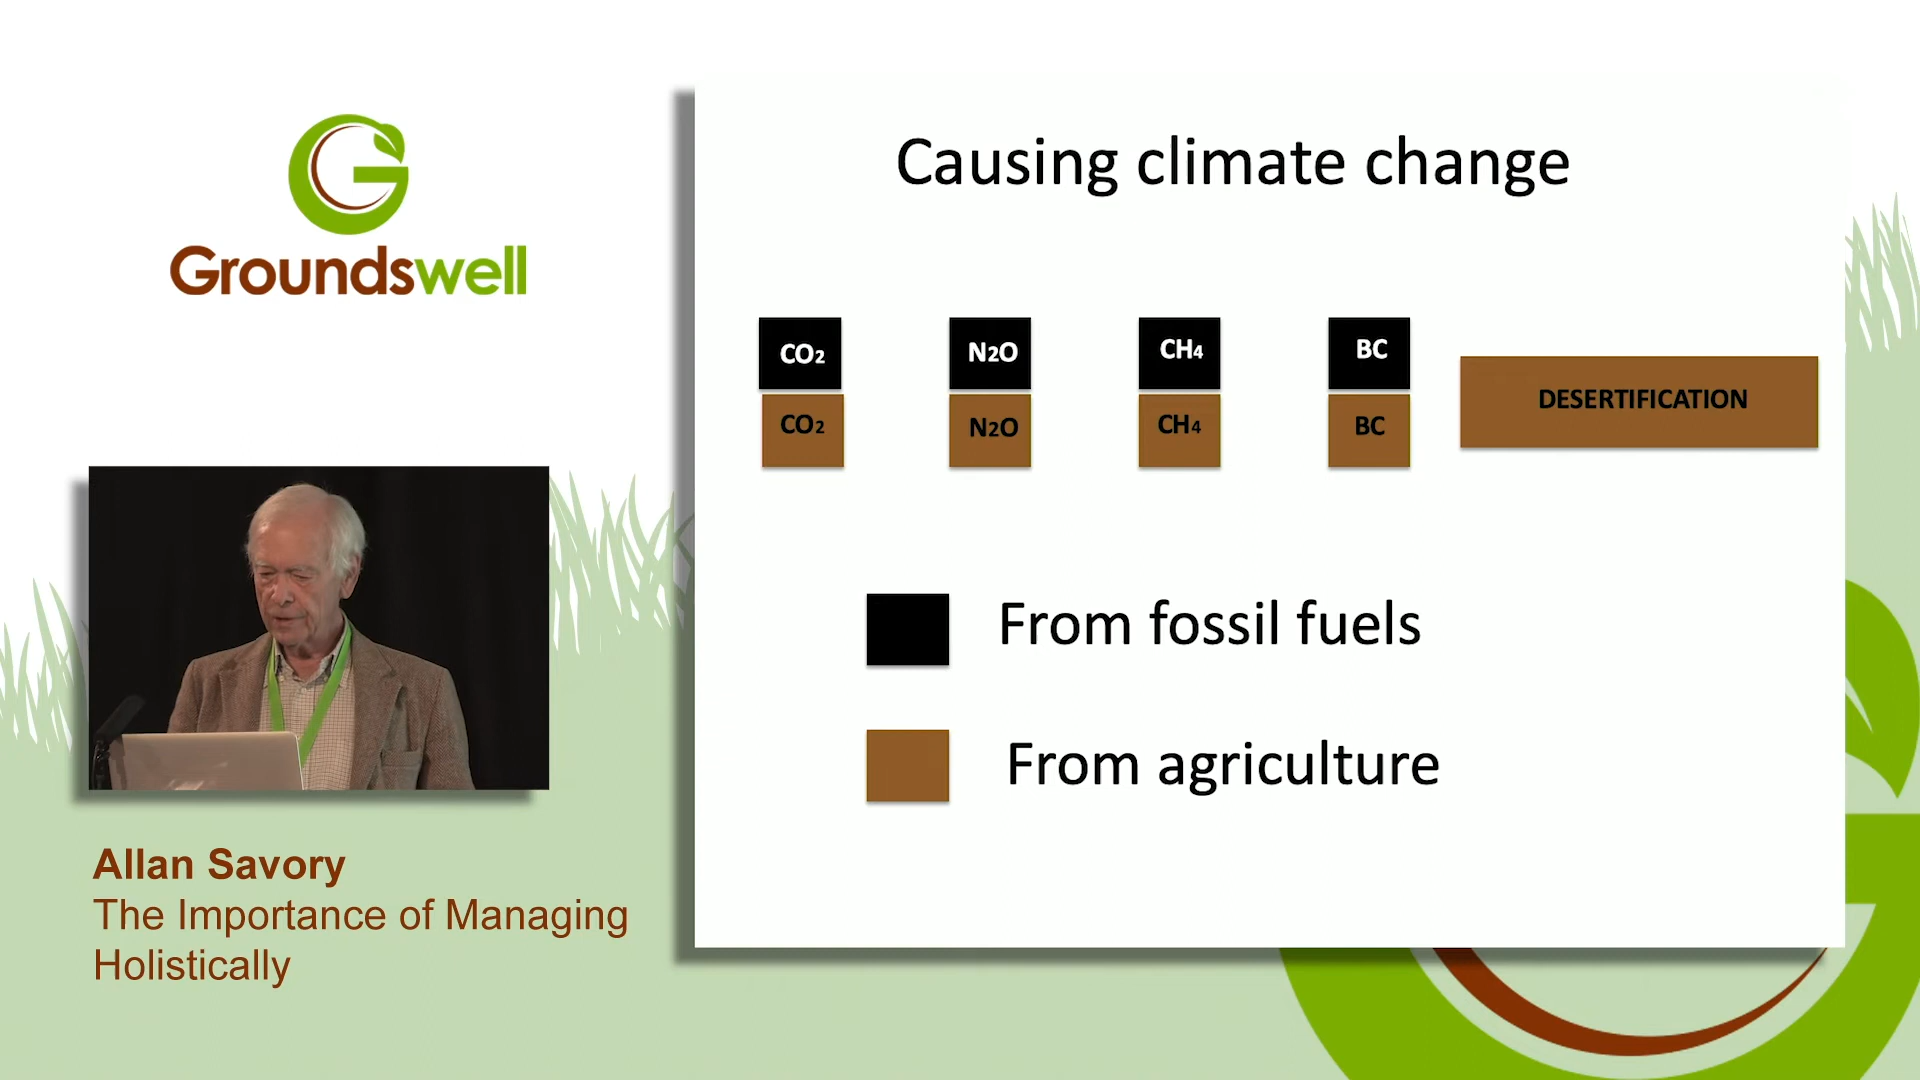 Groundswell
Allan Savory
The Importance of Managing
Holistically
Causing climate change
CO2 N2O CH4 BC
DESERTIFICATION
CO2 N2O CH4 BC
From fossil fuels
From agriculture